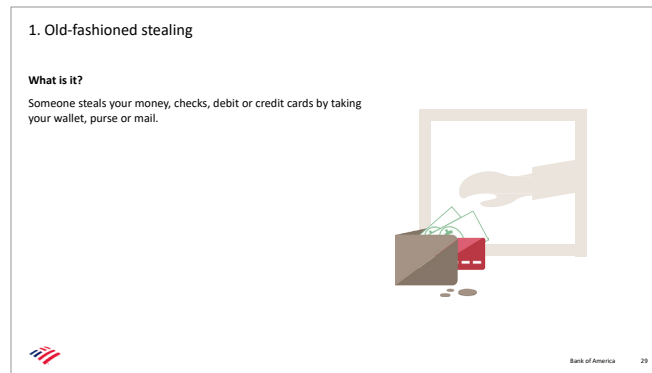 1. Old-fashioned stealing
What is it?
Someone steals your money, checks, debit or credit cards by taking
your wallet, purse or mail.
Bank of America 29